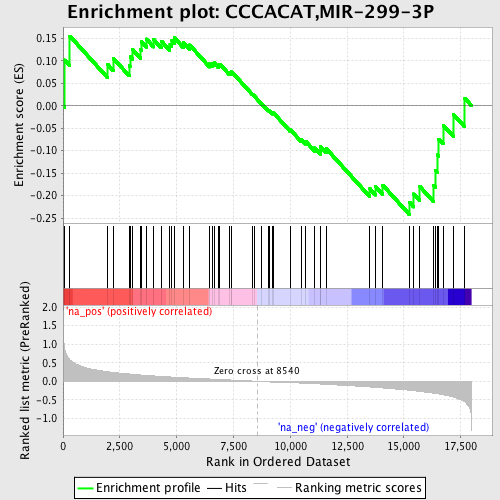 Enrichment plot: CCCACAT,MIR-299-3P
Enrichment score (ES)
0.15
0.10
0.05
0.00
-0.05
-0.10
-0.15
-0.20
-0.25
'na_pos' (positively correlated)
Ranked list metric (PreRanked)
2.0
1.5
1.0
0.5
0.0
-0.5
-1.0
Zero cross at 8540
'na_neg' (negatively correlated)
0 2,500 5,000 7,500 10,000 12,500 15,000 17,500
Rank in Ordered Dataset
Enrichment profile Hits Ranking metric scores